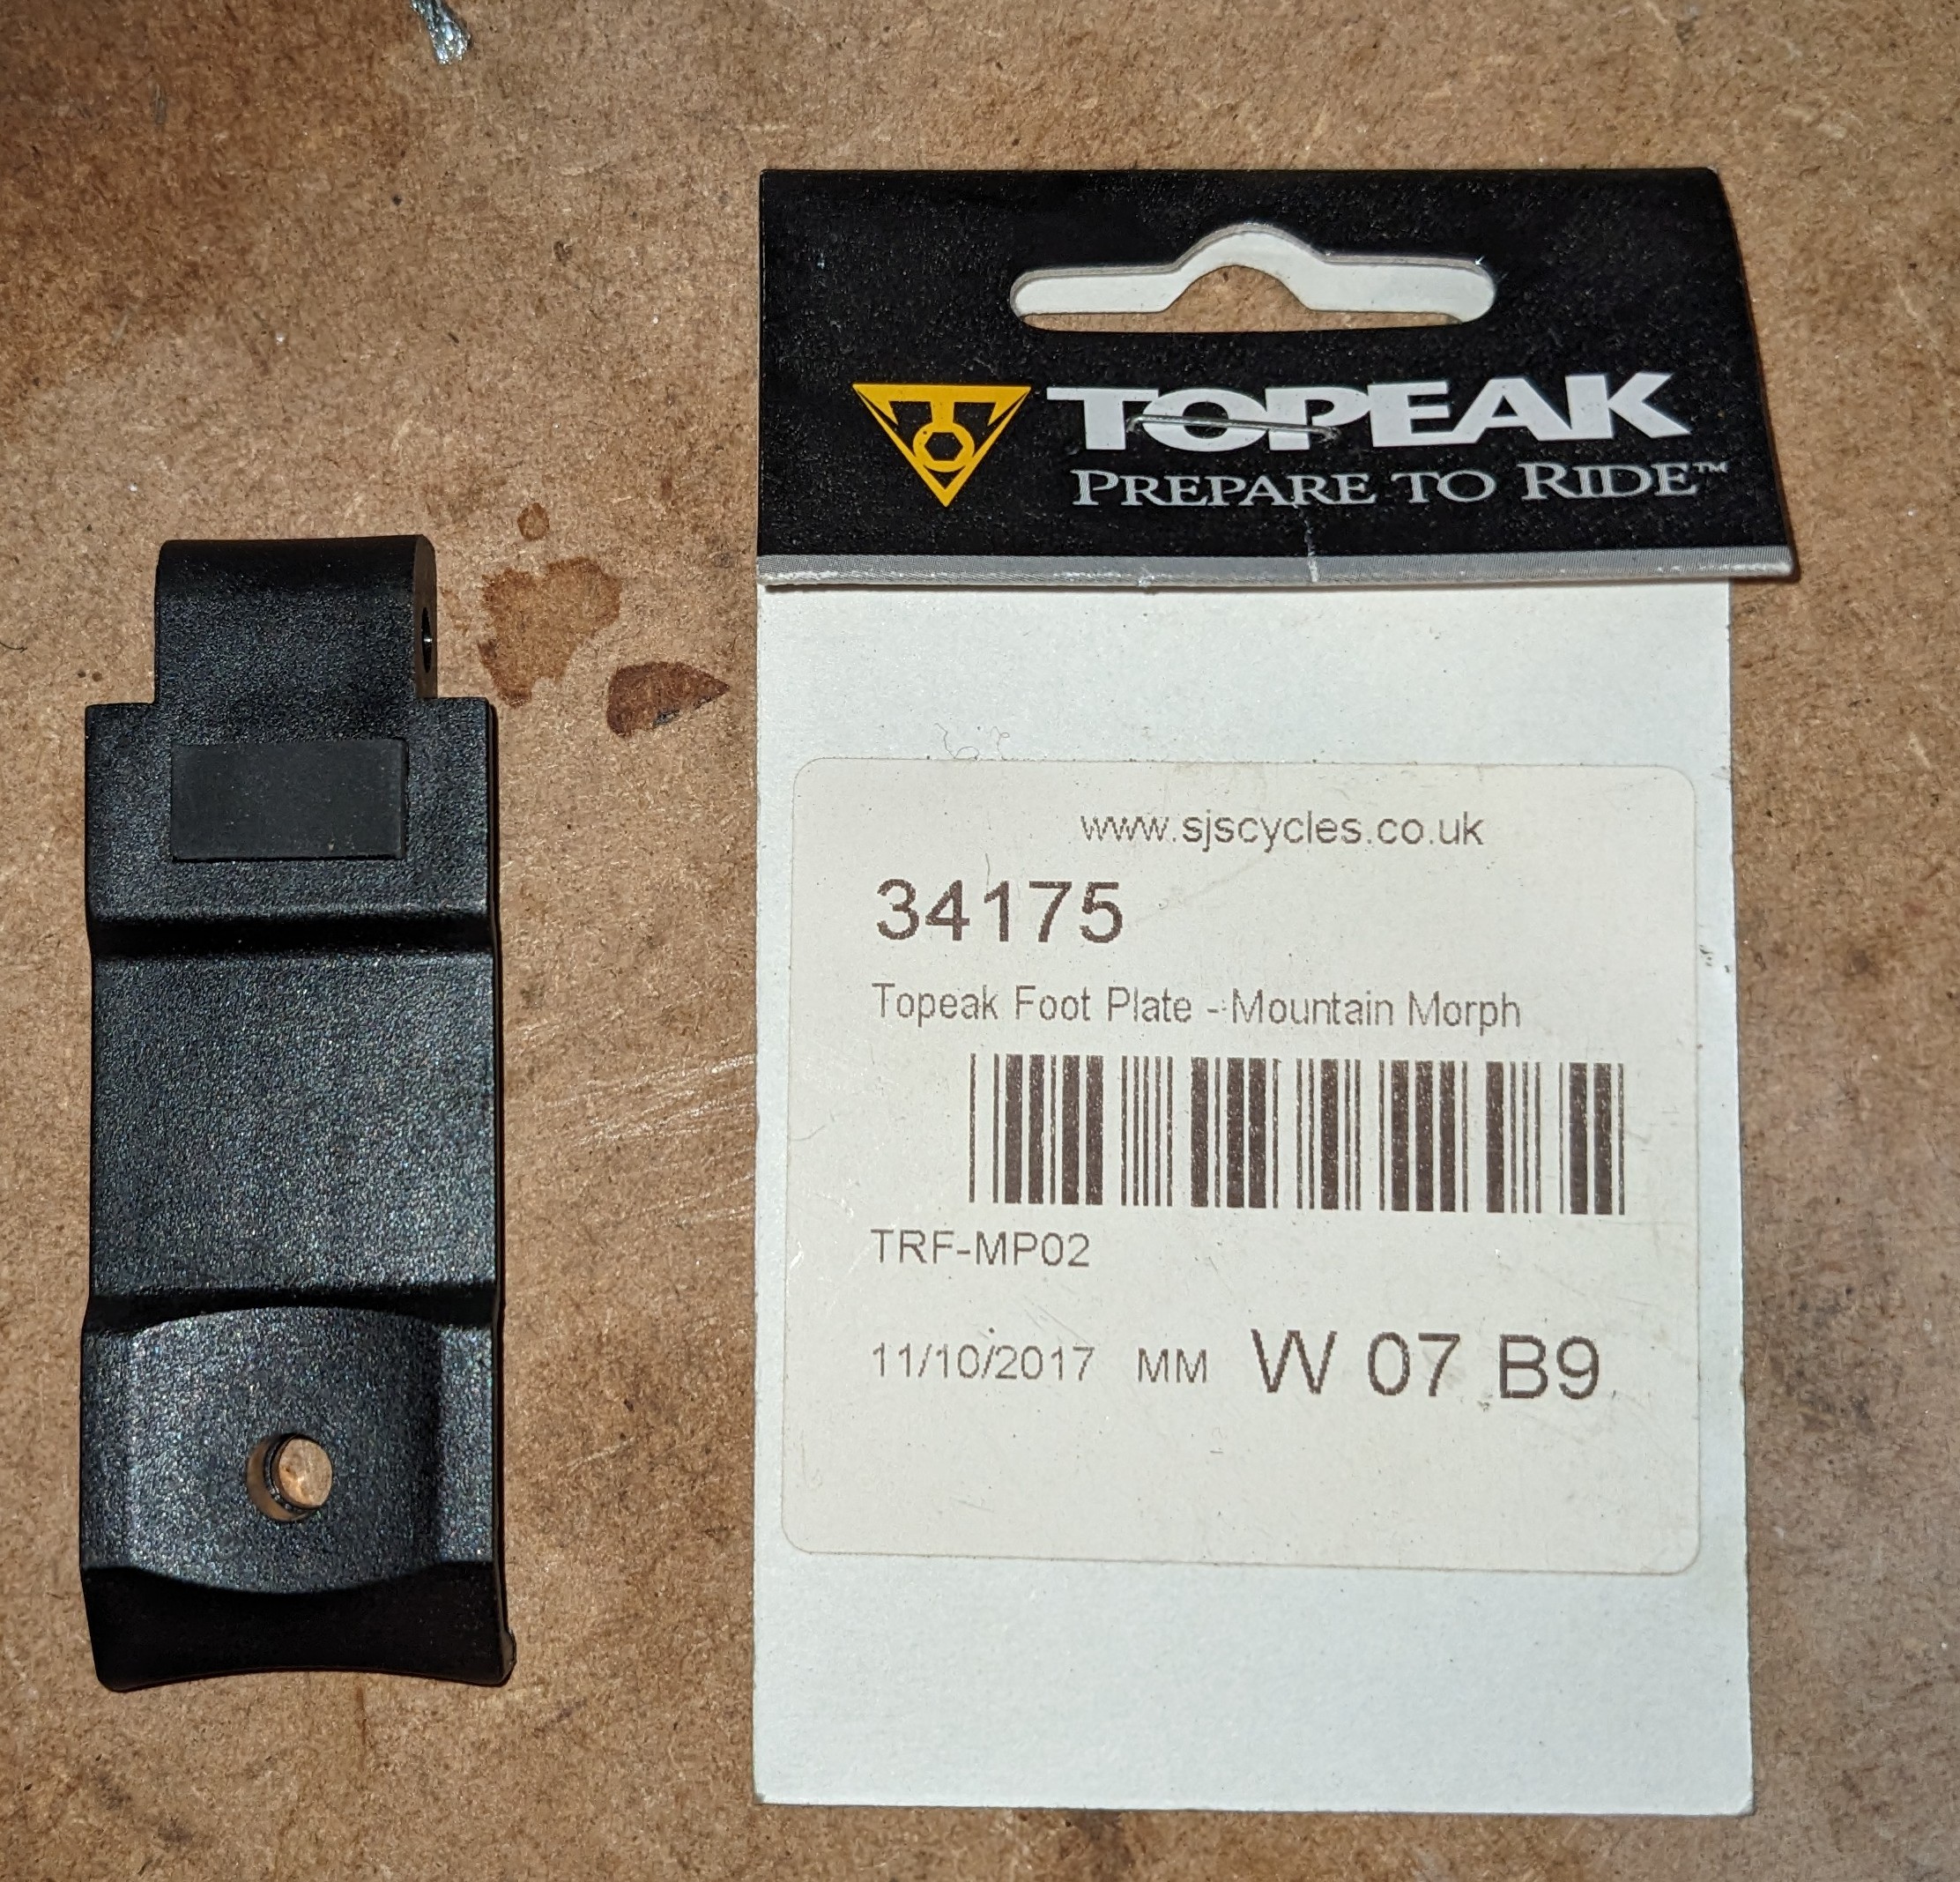 TOPEAK
PREPARE TO RIDE™
www.sjscycles.co.uk
34175
Topeak Foot Plate - Mountain Morph
TRF-MP02
11/10/2017 MM W 07 B9